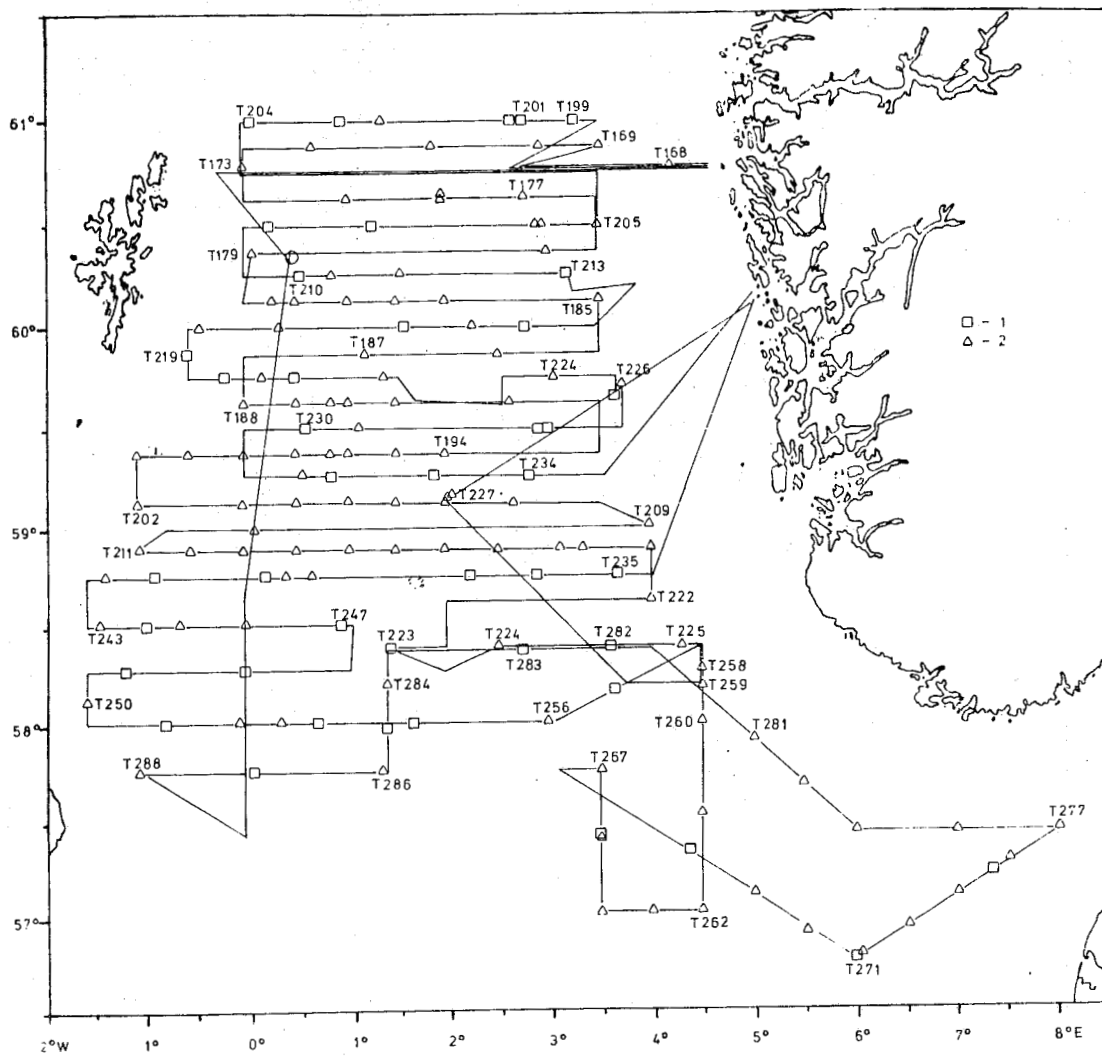 T204
T201
T199
61°
T169
T173
T168
T177
T205
T179
T213
T210
T185
60°
□ - 1
△ - 2
T219
T187
T224
T226
T188
T230
T194
T234
T227
T202
T209
59°
T211
T235
T222
T247
T243
T223
T224
T282
T225
T283
T258
T284
T259
T250
T256
T260
58°
T281
T288
T267
T286
T277
57°
T262
T271
2°W
1°
0°
1°
2°
3°
4°
5°
6°
7°
8°E